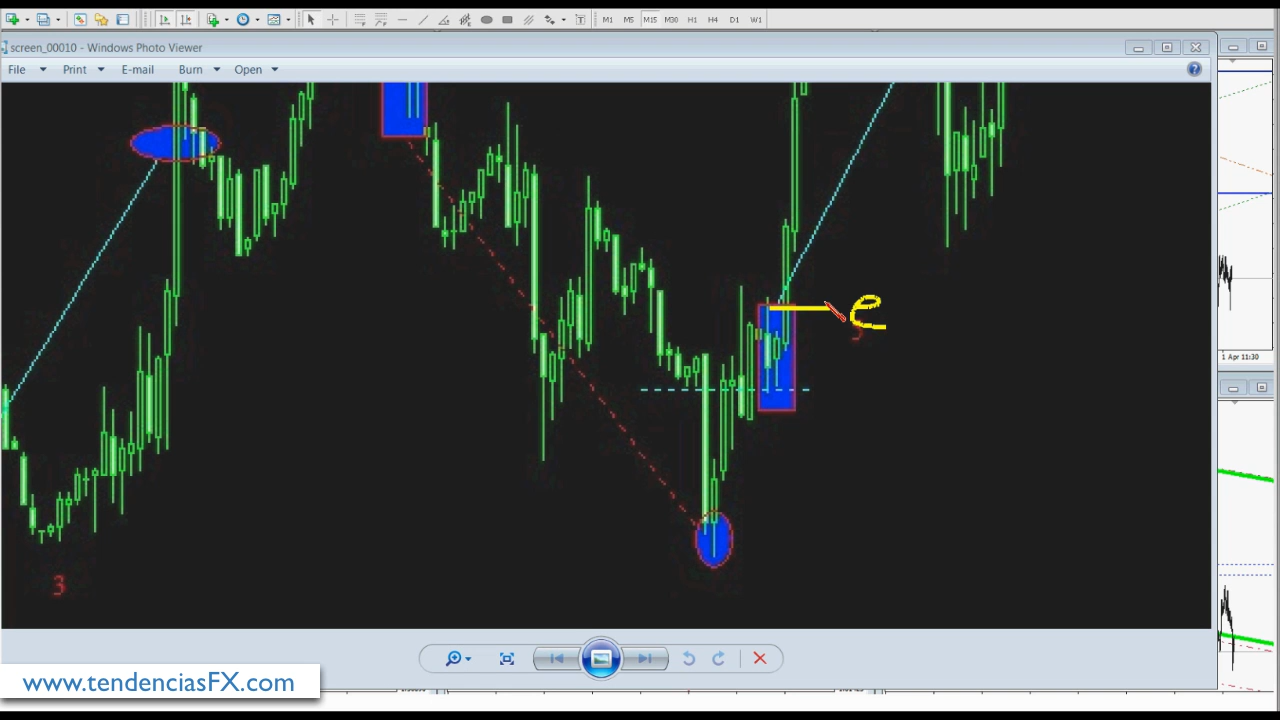 M1 M5 M15 M30 H1 H4 D1 W1
screen_00010 - Windows Photo Viewer
File Print E-mail Burn Open
e
3
3
1 Apr 11:30
www.tendenciasFX.com